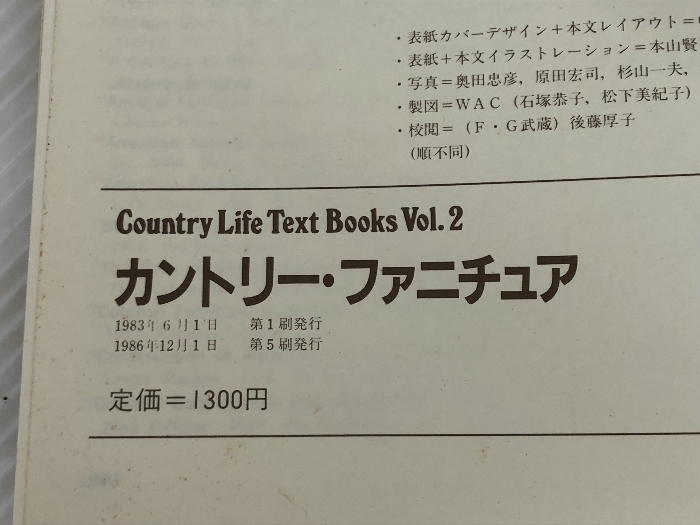 ・表紙カバーデザイン+本文レイアウト=
・表紙+本文イラストレーション=本山賢
・写真=奥田忠彦，原田宏司，杉山一夫，
・製図=WAC（石塚恭子，松下美紀子）
・校閲=（F・G武蔵）後藤厚子
（順不同）
Country Life Text Books Vol. 2
カントリー・ファニチュア
1983年6月1日 第1刷発行
1986年12月1日 第5刷発行
定価=1300円